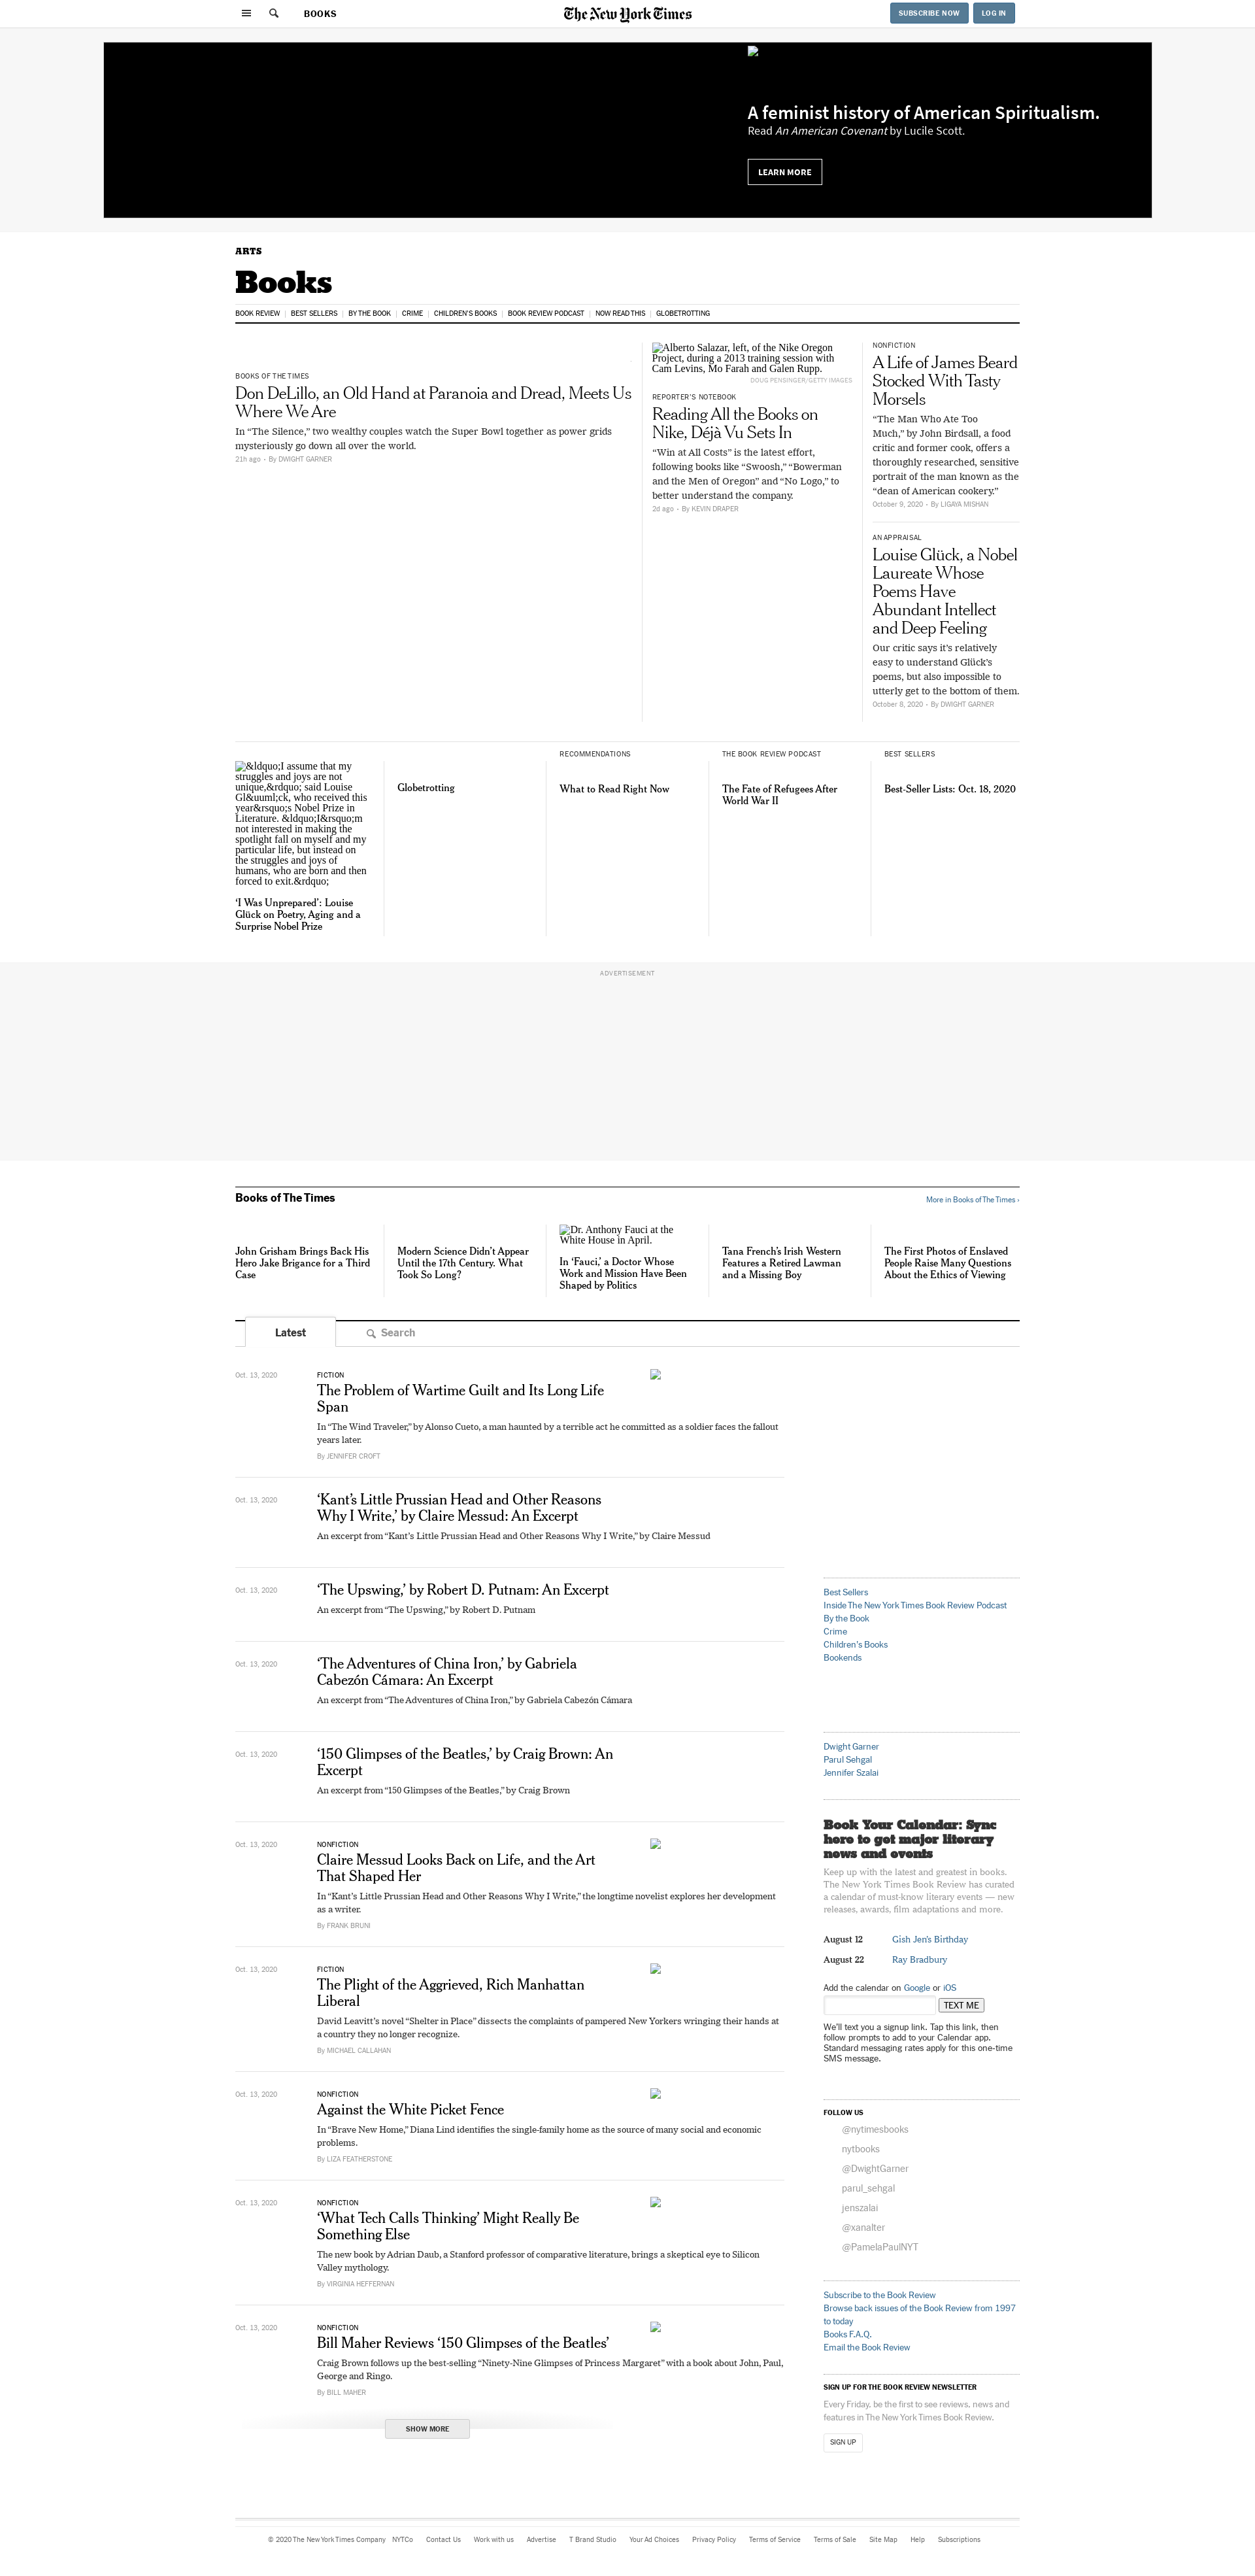 BOOKS
The New York Times
SUBSCRIBE NOW
LOG IN
A feminist history of American Spiritualism.
Read An American Covenant by Lucile Scott.
LEARN MORE
ARTS
Books
BOOK REVIEW
BEST SELLERS
BY THE BOOK
CRIME
CHILDREN'S BOOKS
BOOK REVIEW PODCAST
NOW READ THIS
GLOBETROTTING
BOOKS OF THE TIMES
Don DeLillo, an Old Hand at Paranoia and Dread, Meets Us
Where We Are
In “The Silence,” two wealthy couples watch the Super Bowl together as power grids
mysteriously go down all over the world.
21h ago • By DWIGHT GARNER
Alberto Salazar, left, of the Nike Oregon
Project, during a 2013 training session with
Cam Levins, Mo Farah and Galen Rupp.
DOUG PENSINGER/GETTY IMAGES
REPORTER'S NOTEBOOK
Reading All the Books on
Nike, Déjà Vu Sets In
“Win at All Costs” is the latest effort,
following books like “Swoosh,” “Bowerman
and the Men of Oregon” and “No Logo,” to
better understand the company.
2d ago • By KEVIN DRAPER
NONFICTION
A Life of James Beard
Stocked With Tasty
Morsels
“The Man Who Ate Too
Much,” by John Birdsall, a food
critic and former cook, offers a
thoroughly researched, sensitive
portrait of the man known as the
“dean of American cookery.”
October 9, 2020 • By LIGAYA MISHAN
AN APPRAISAL
Louise Glück, a Nobel
Laureate Whose
Poems Have
Abundant Intellect
and Deep Feeling
Our critic says it’s relatively
easy to understand Glück’s
poems, but also impossible to
utterly get to the bottom of them.
October 8, 2020 • By DWIGHT GARNER
&ldquo;I assume that my
struggles and joys are not
unique,&rdquo; said Louise
Gl&uuml;ck, who received this
year&rsquo;s Nobel Prize in
Literature. &ldquo;I&rsquo;m
not interested in making the
spotlight fall on myself and my
particular life, but instead on
the struggles and joys of
humans, who are born and then
forced to exit.&rdquo;
‘I Was Unprepared’: Louise
Glück on Poetry, Aging and a
Surprise Nobel Prize
Globetrotting
RECOMMENDATIONS
What to Read Right Now
THE BOOK REVIEW PODCAST
The Fate of Refugees After
World War II
BEST SELLERS
Best-Seller Lists: Oct. 18, 2020
ADVERTISEMENT
Books of The Times
More in Books of The Times ›
John Grisham Brings Back His
Hero Jake Brigance for a Third
Case
Modern Science Didn’t Appear
Until the 17th Century. What
Took So Long?
Dr. Anthony Fauci at the
White House in April.
In ‘Fauci,’ a Doctor Whose
Work and Mission Have Been
Shaped by Politics
Tana French’s Irish Western
Features a Retired Lawman
and a Missing Boy
The First Photos of Enslaved
People Raise Many Questions
About the Ethics of Viewing
Latest
Search
Oct. 13, 2020
FICTION
The Problem of Wartime Guilt and Its Long Life
Span
In “The Wind Traveler,” by Alonso Cueto, a man haunted by a terrible act he committed as a soldier faces the fallout
years later.
By JENNIFER CROFT
Oct. 13, 2020
‘Kant’s Little Prussian Head and Other Reasons
Why I Write,’ by Claire Messud: An Excerpt
An excerpt from “Kant’s Little Prussian Head and Other Reasons Why I Write,” by Claire Messud
Oct. 13, 2020
‘The Upswing,’ by Robert D. Putnam: An Excerpt
An excerpt from “The Upswing,” by Robert D. Putnam
Oct. 13, 2020
‘The Adventures of China Iron,’ by Gabriela
Cabezón Cámara: An Excerpt
An excerpt from “The Adventures of China Iron,” by Gabriela Cabezón Cámara
Oct. 13, 2020
‘150 Glimpses of the Beatles,’ by Craig Brown: An
Excerpt
An excerpt from “150 Glimpses of the Beatles,” by Craig Brown
Oct. 13, 2020
NONFICTION
Claire Messud Looks Back on Life, and the Art
That Shaped Her
In “Kant’s Little Prussian Head and Other Reasons Why I Write,” the longtime novelist explores her development
as a writer.
By FRANK BRUNI
Oct. 13, 2020
FICTION
The Plight of the Aggrieved, Rich Manhattan
Liberal
David Leavitt’s novel “Shelter in Place” dissects the complaints of pampered New Yorkers wringing their hands at
a country they no longer recognize.
By MICHAEL CALLAHAN
Oct. 13, 2020
NONFICTION
Against the White Picket Fence
In “Brave New Home,” Diana Lind identifies the single-family home as the source of many social and economic
problems.
By LIZA FEATHERSTONE
Oct. 13, 2020
NONFICTION
‘What Tech Calls Thinking’ Might Really Be
Something Else
The new book by Adrian Daub, a Stanford professor of comparative literature, brings a skeptical eye to Silicon
Valley mythology.
By VIRGINIA HEFFERNAN
Oct. 13, 2020
NONFICTION
Bill Maher Reviews ‘150 Glimpses of the Beatles’
Craig Brown follows up the best-selling “Ninety-Nine Glimpses of Princess Margaret” with a book about John, Paul,
George and Ringo.
By BILL MAHER
SHOW MORE
Best Sellers
Inside The New York Times Book Review Podcast
By the Book
Crime
Children's Books
Bookends
Dwight Garner
Parul Sehgal
Jennifer Szalai
Book Your Calendar: Sync
here to get major literary
news and events
Keep up with the latest and greatest in books.
The New York Times Book Review has curated
a calendar of must-know literary events — new
releases, awards, film adaptations and more.
August 12 Gish Jen's Birthday
August 22 Ray Bradbury
Add the calendar on Google or iOS
TEXT ME
We'll text you a signup link. Tap this link, then
follow prompts to add to your Calendar app.
Standard messaging rates apply for this one-time
SMS message.
FOLLOW US
@nytimesbooks
nytbooks
@DwightGarner
parul_sehgal
jenszalai
@xanalter
@PamelaPaulNYT
Subscribe to the Book Review
Browse back issues of the Book Review from 1997
to today
Books F.A.Q.
Email the Book Review
SIGN UP FOR THE BOOK REVIEW NEWSLETTER
Every Friday, be the first to see reviews, news and
features in The New York Times Book Review.
SIGN UP
© 2020 The New York Times Company NYTCo Contact Us Work with us Advertise T Brand Studio Your Ad Choices Privacy Policy Terms of Service Terms of Sale Site Map Help Subscriptions